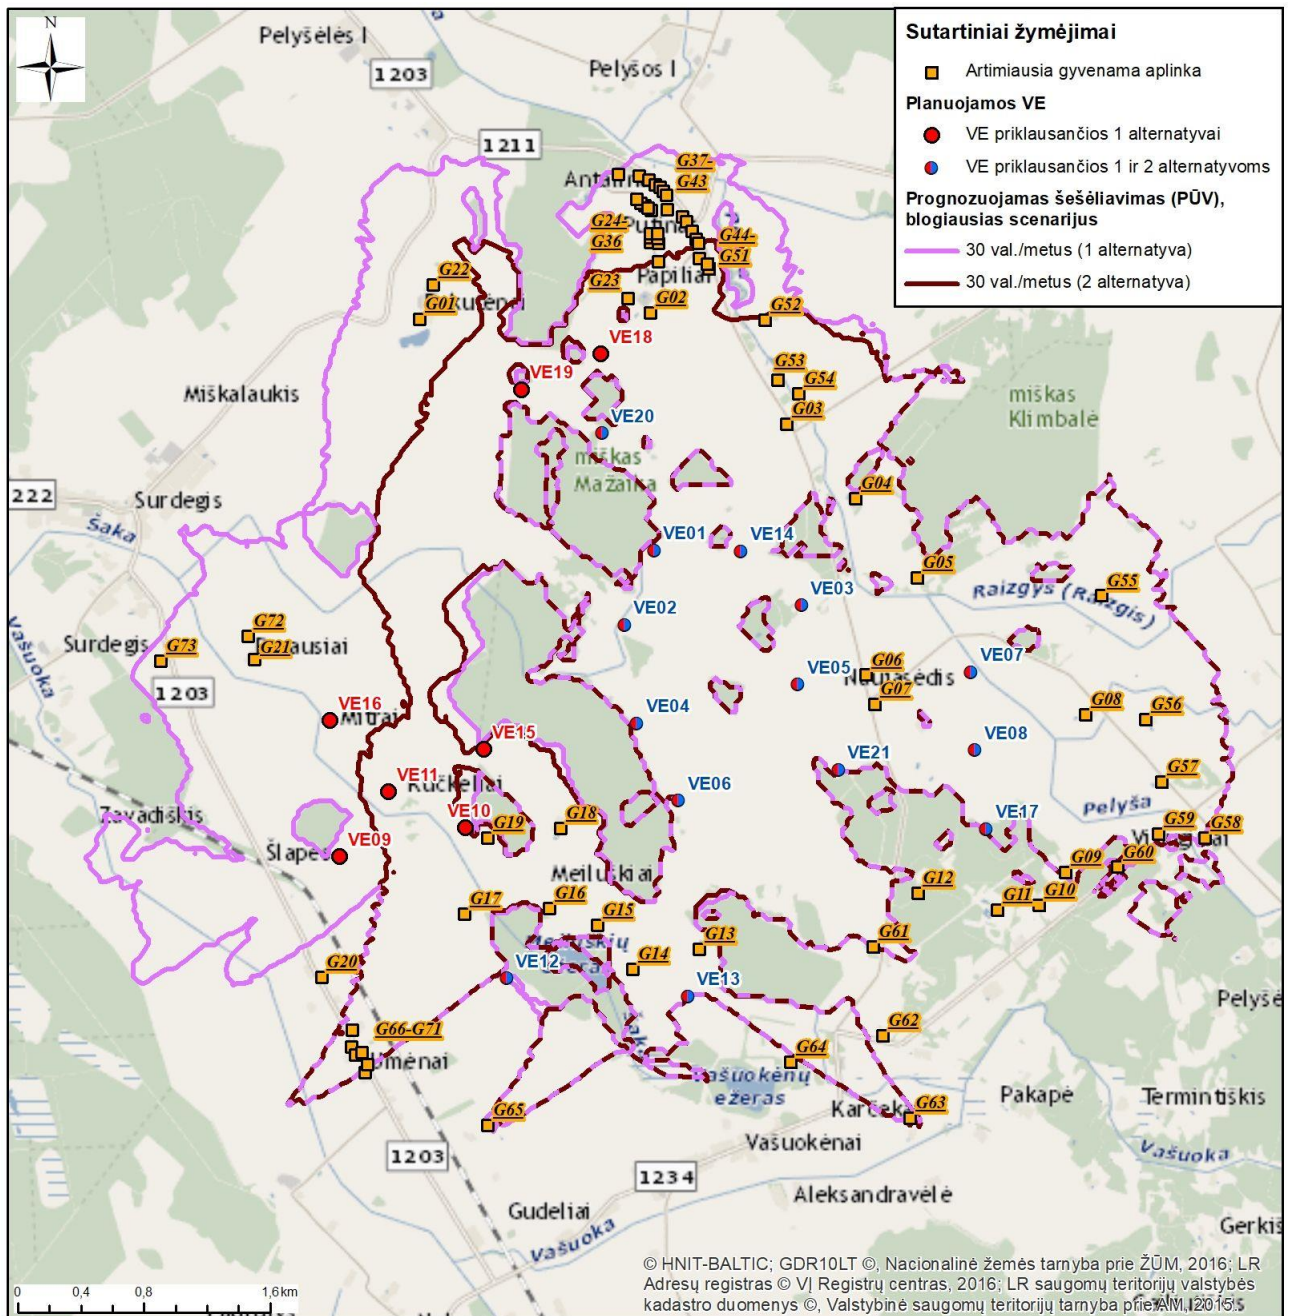 N
Pelyšėlės I
1203
Pelyšos I
1211
Sutartiniai žymėjimai
Artimiausia gyvenama aplinka
Planuojamos VE
VE priklausančios 1 alternatyvai
VE priklausančios 1 ir 2 alternatyvoms
Prognozuojamas šešėliavimas (PŪV),
blogiausias scenarijus
30 val./metus (1 alternatyva)
30 val./metus (2 alternatyva)
G37-
G43
G24-
G36
G44-
G51
Papiliai
G22
G23
G02
G01
G52
VE18
G53
VE19
G54
Miškalaukis
miškas
Klimbalė
G03
VE20
miškas
Mažaika
222
Surdegis
G04
Šaka
VE01
VE14
G05
Raizgys (Raizgis)
G55
VE03
VE02
Vašuoka
Surdegis
G72
G73
G21
1203
G06
VE07
VE05
Naujasėdis
G07
VE16
Mitrai
VE04
G08
G56
VE15
VE08
VE21
VE11
Kučkeliai
G57
VE06
Pelyša
Zavadiškis
VE10
G19
G18
VE17
G59
G58
Šlapes
VE09
Meiluškiai
G09
G60
G12
G17
G16
G11
G10
G15
G61
G13
G20
VE12
G14
VE13
G66-G71
G62
G64
Vašuokėnų
ežeras
Pakapė
Termintiškis
G65
G63
Vašuokėnai
Vašuoka
1203
1234
Aleksandravėlė
Gudeliai
Vašuoka
© HNIT-BALTIC; GDR10LT ©, Nacionalinė žemės tarnyba prie ŽŪM, 2016; LR
Adresų registras © VĮ Registrų centras, 2016; LR saugomų teritorijų valstybės
kadastro duomenys ©, Valstybinė saugomų teritorijų tarnyba prie AM, 2015;
0 0,4 0,8 1,6 km